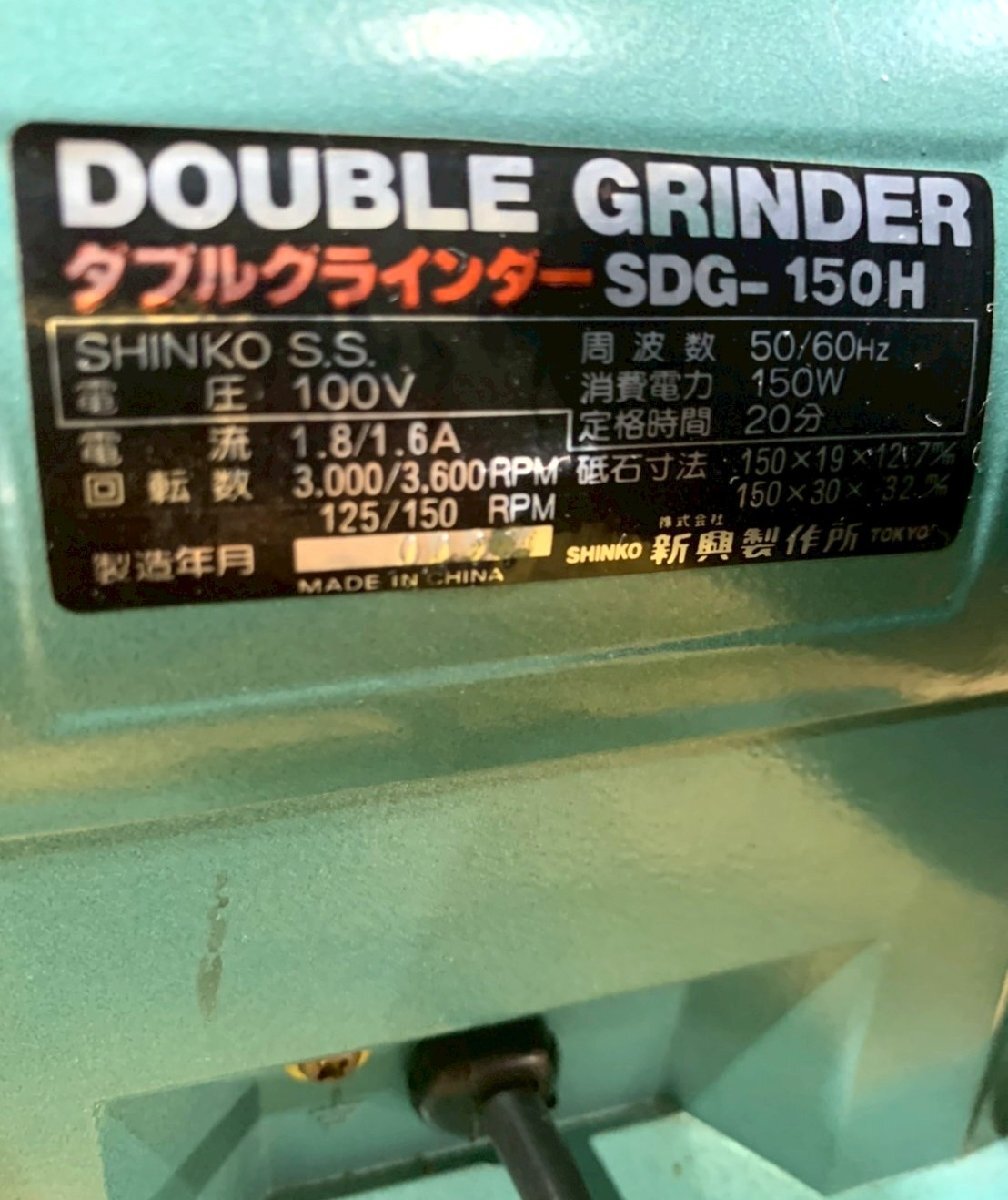 DOUBLE GRINDER
ダブルグラインダー SDG-150H
SHINKO S.S.
電圧 100V
電流 1.8/1.6A
回転数 3.000/3.600RPM
125/150 RPM
製造年月
MADE IN CHINA
周波数 50/60Hz
消費電力 150W
定格時間 20分
砥石寸法 150×19×12.7%
150×30×32%
SHINKO 株式会社 新興製作所 TOKYO